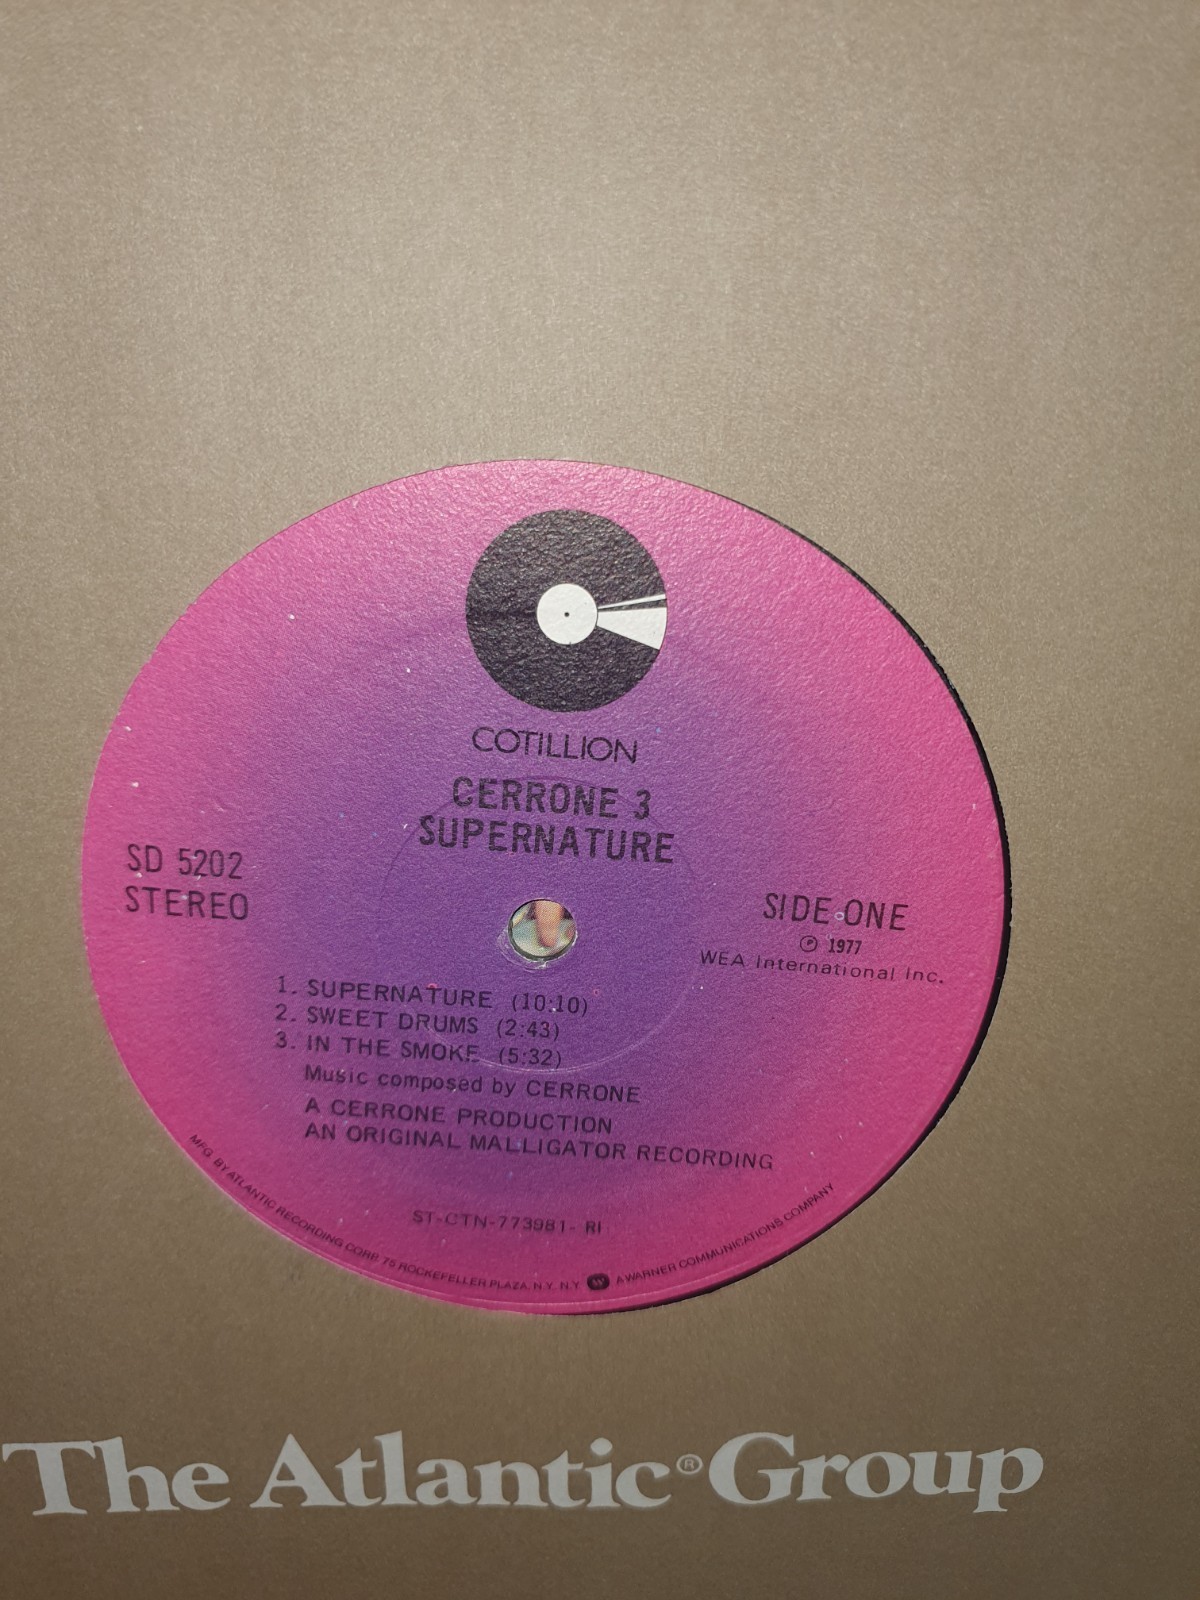 COTILLION
CERRONE 3
SUPERNATURE
SD 5202
STEREO
SIDE ONE
Ⓟ 1977
WEA International Inc.
1. SUPERNATURE (10:10)
2. SWEET DRUMS (2:43)
3. IN THE SMOKE (5:32)
Music composed by CERRONE
A CERRONE PRODUCTION
AN ORIGINAL MALLIGATOR RECORDING
ST-CTN-773981- RI
MFG. BY ATLANTIC RECORDING CORP. 75 ROCKEFELLER PLAZA, N.Y. N.Y. W A WARNER COMMUNICATIONS COMPANY
The Atlantic® Group